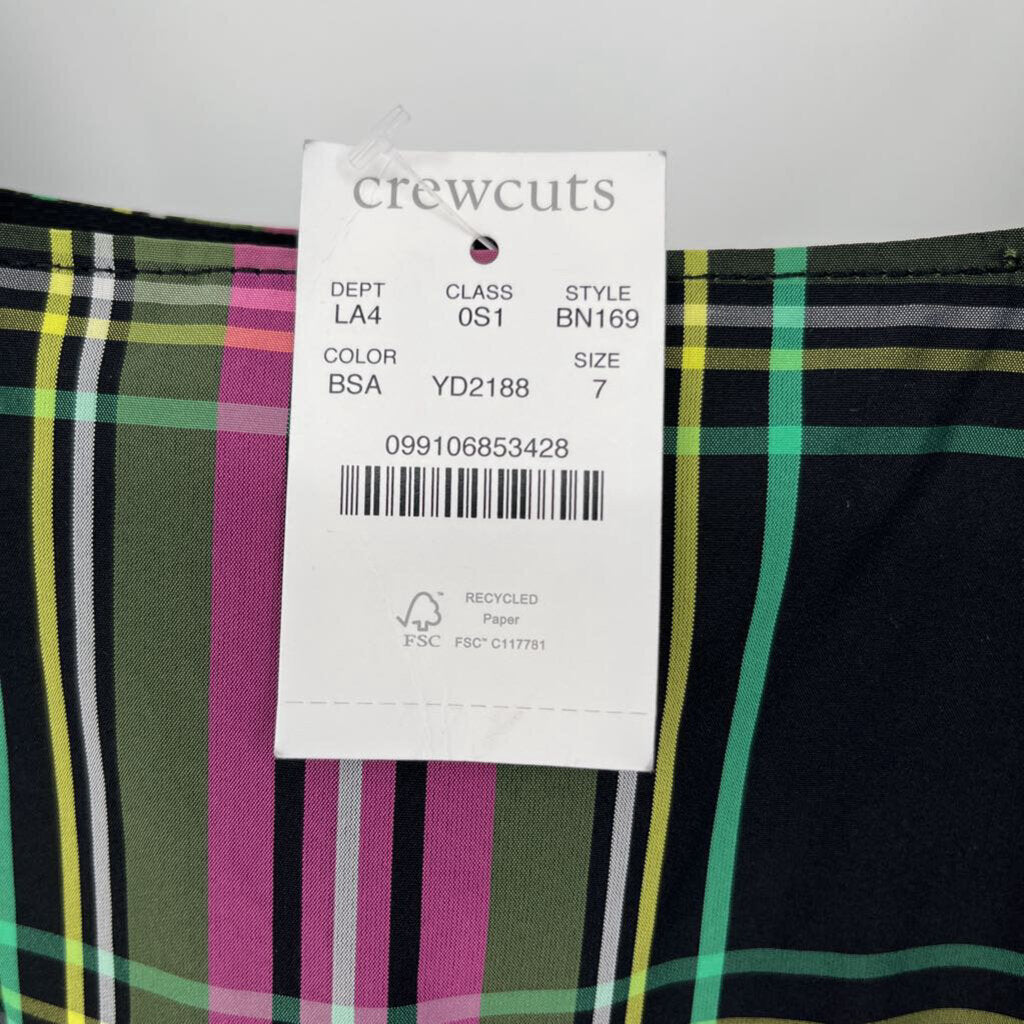 crewcuts
DEPT CLASS STYLE
LA4 0S1 BN169
COLOR SIZE
BSA YD2188 7
099106853428
RECYCLED
Paper
FSC FSC™ C117781